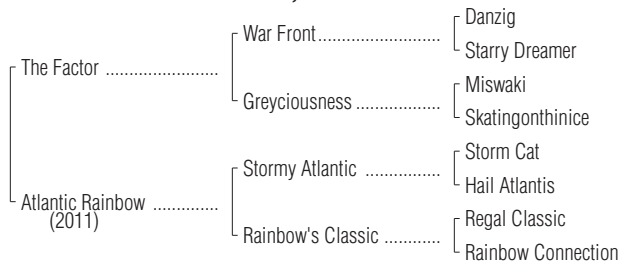 Danzig
War Front........................
Starry Dreamer
The Factor ......................
Miswaki
Greyciousness .................
Skatingonthinice
Storm Cat
Stormy Atlantic ...............
Hail Atlantis
Atlantic Rainbow .............
(2011)
Regal Classic
Rainbow's Classic ...........
Rainbow Connection